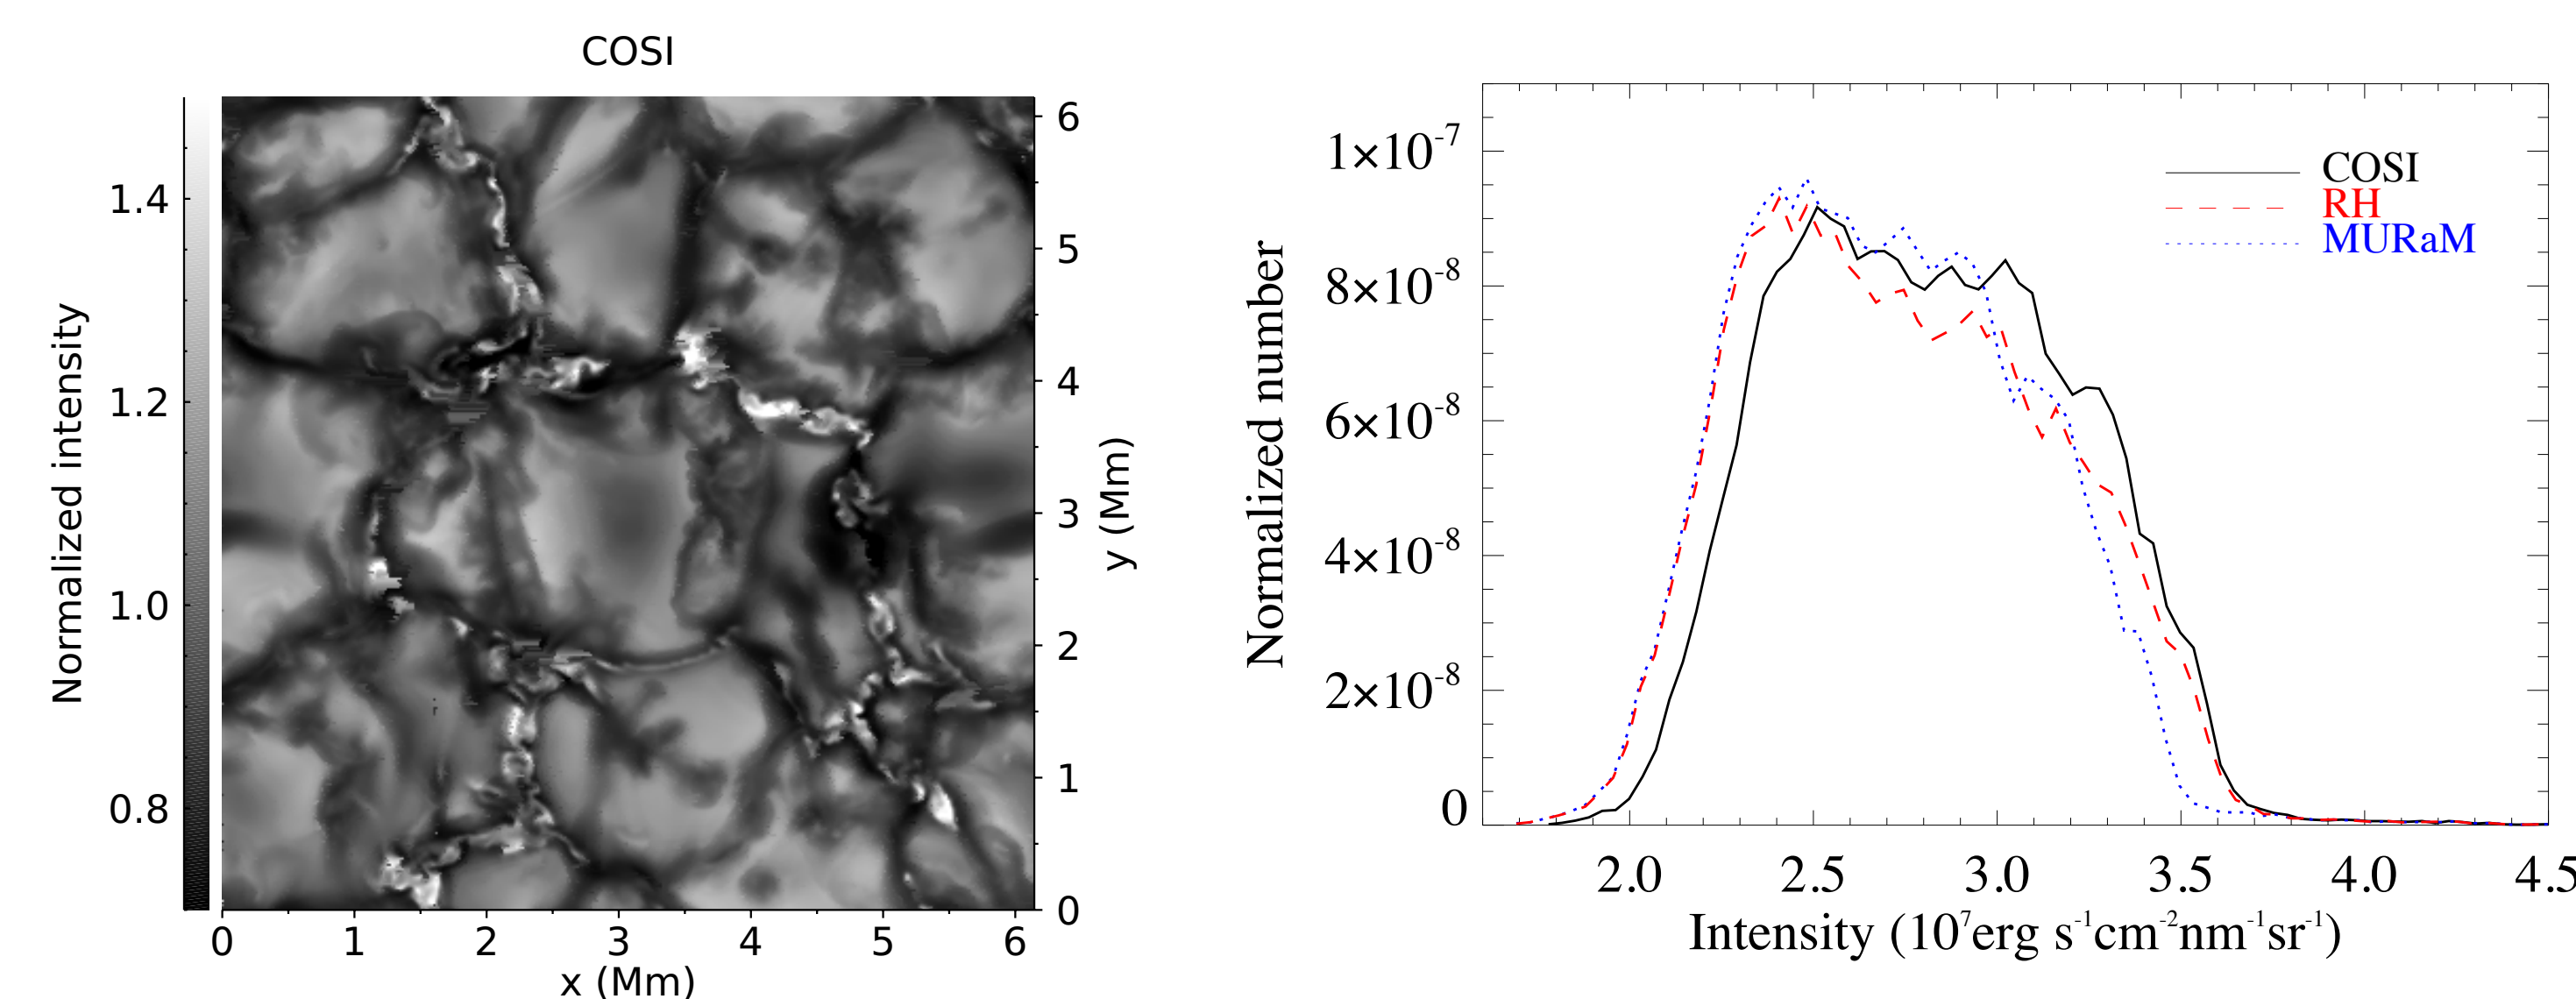 COSI
Normalized intensity
1.4
1.2
1.0
0.8
6
5
4
3
2
1
0
y (Mm)
0 1 2 3 4 5 6
x (Mm)
Normalized number
1×10⁻⁷
8×10⁻⁸
6×10⁻⁸
4×10⁻⁸
2×10⁻⁸
0
COSI
RH
MURaM
2.0 2.5 3.0 3.5 4.0 4.5
Intensity (10⁷erg s⁻¹cm⁻²nm⁻¹sr⁻¹)